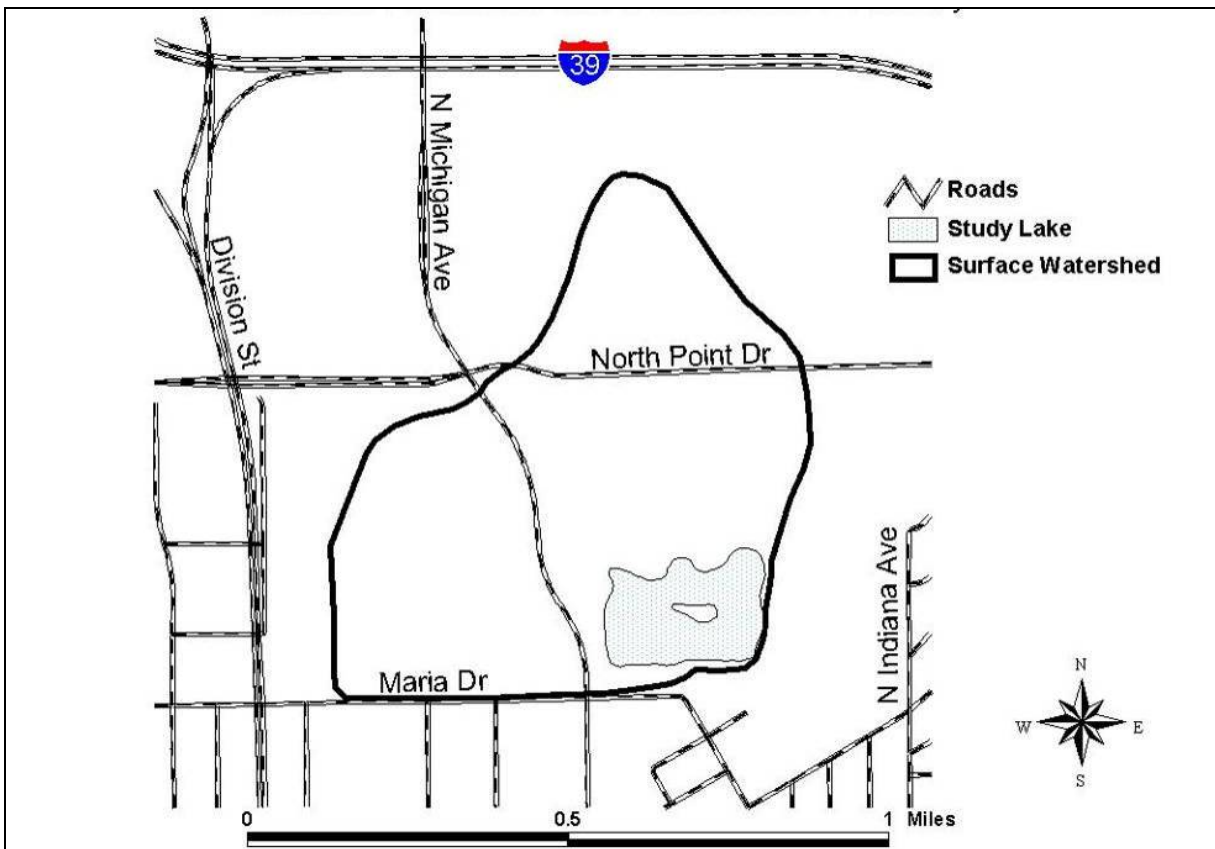 39
N Michigan Ave
Roads
Study Lake
Surface Watershed
Division St
North Point Dr
N Indiana Ave
Maria Dr
N
W
E
S
0
0.5
1 Miles